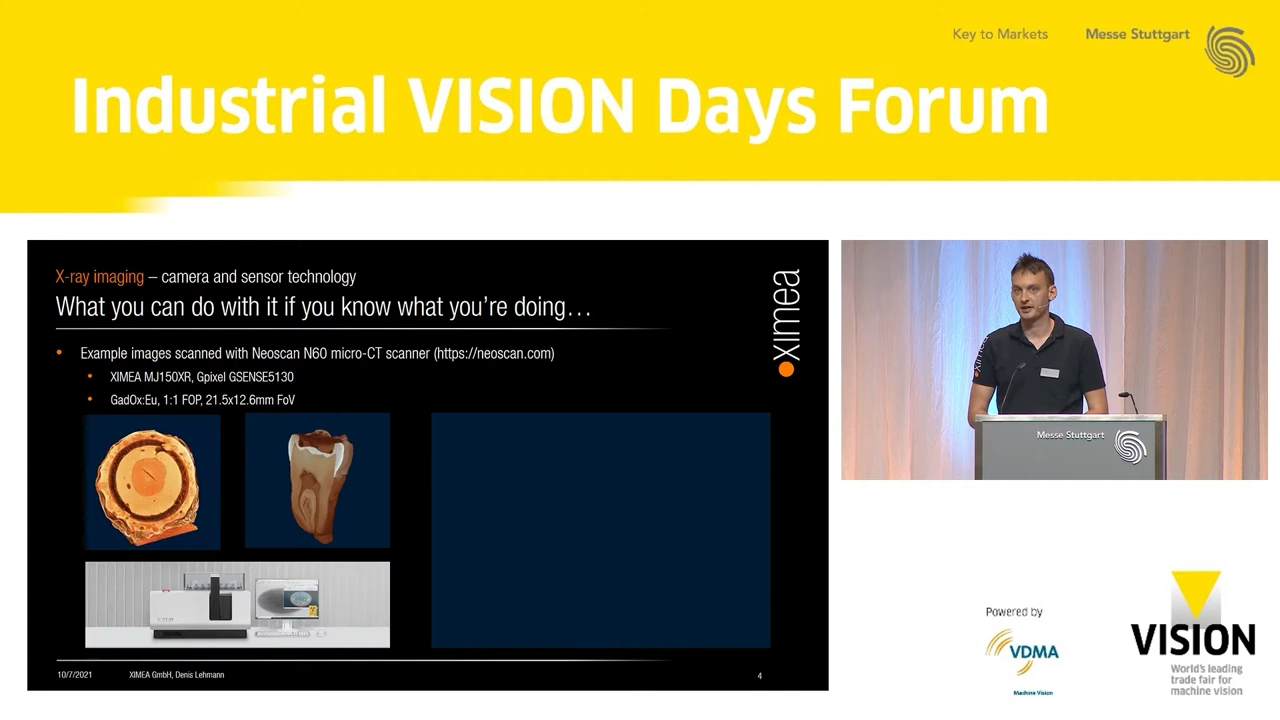 Key to Markets
Messe Stuttgart
Industrial VISION Days Forum
X-ray imaging – camera and sensor technology
What you can do with it if you know what you're doing…
ximea
• Example images scanned with Neoscan N60 micro-CT scanner (https://neoscan.com)
• XIMEA MJ150XR, Gpixel GSENSE5130
• GadOx:Eu, 1:1 FOP, 21.5x12.6mm FoV
10/7/2021
XIMEA GmbH, Denis Lehmann
4
ximea
Messe Stuttgart
Powered by
VDMA
Machine Vision
VISION
World's leading
trade fair for
machine vision